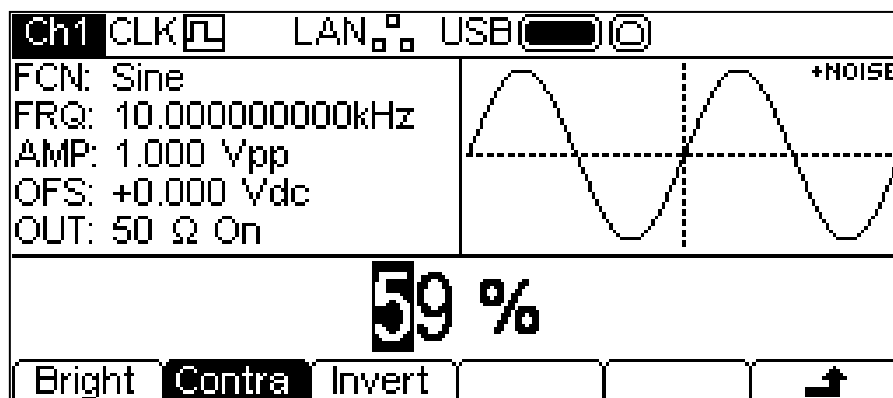 Ch1 CLK LAN USB
FCN: Sine
FRQ: 10.000000000kHz
AMP: 1.000 Vpp
OFS: +0.000 Vdc
OUT: 50 Ω On
+NOISE
59 %
Bright Contra Invert